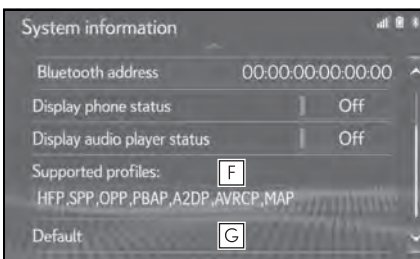 System information
Bluetooth address 00:00:00:00:00:00
Display phone status Off
Display audio player status Off
Supported profiles: F
HFP,SPP,OPP,PBAP,A2DP,AVRCP,MAP
Default G